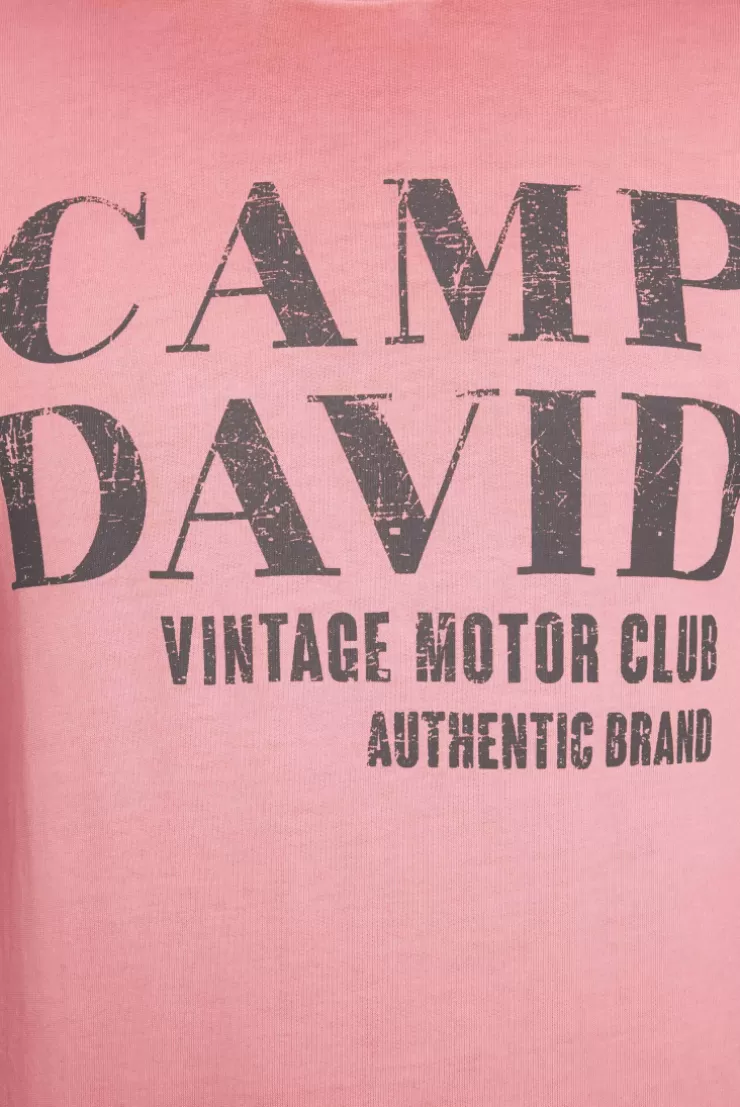 CAMP
DAVID
VINTAGE MOTOR CLUB
AUTHENTIC BRAND